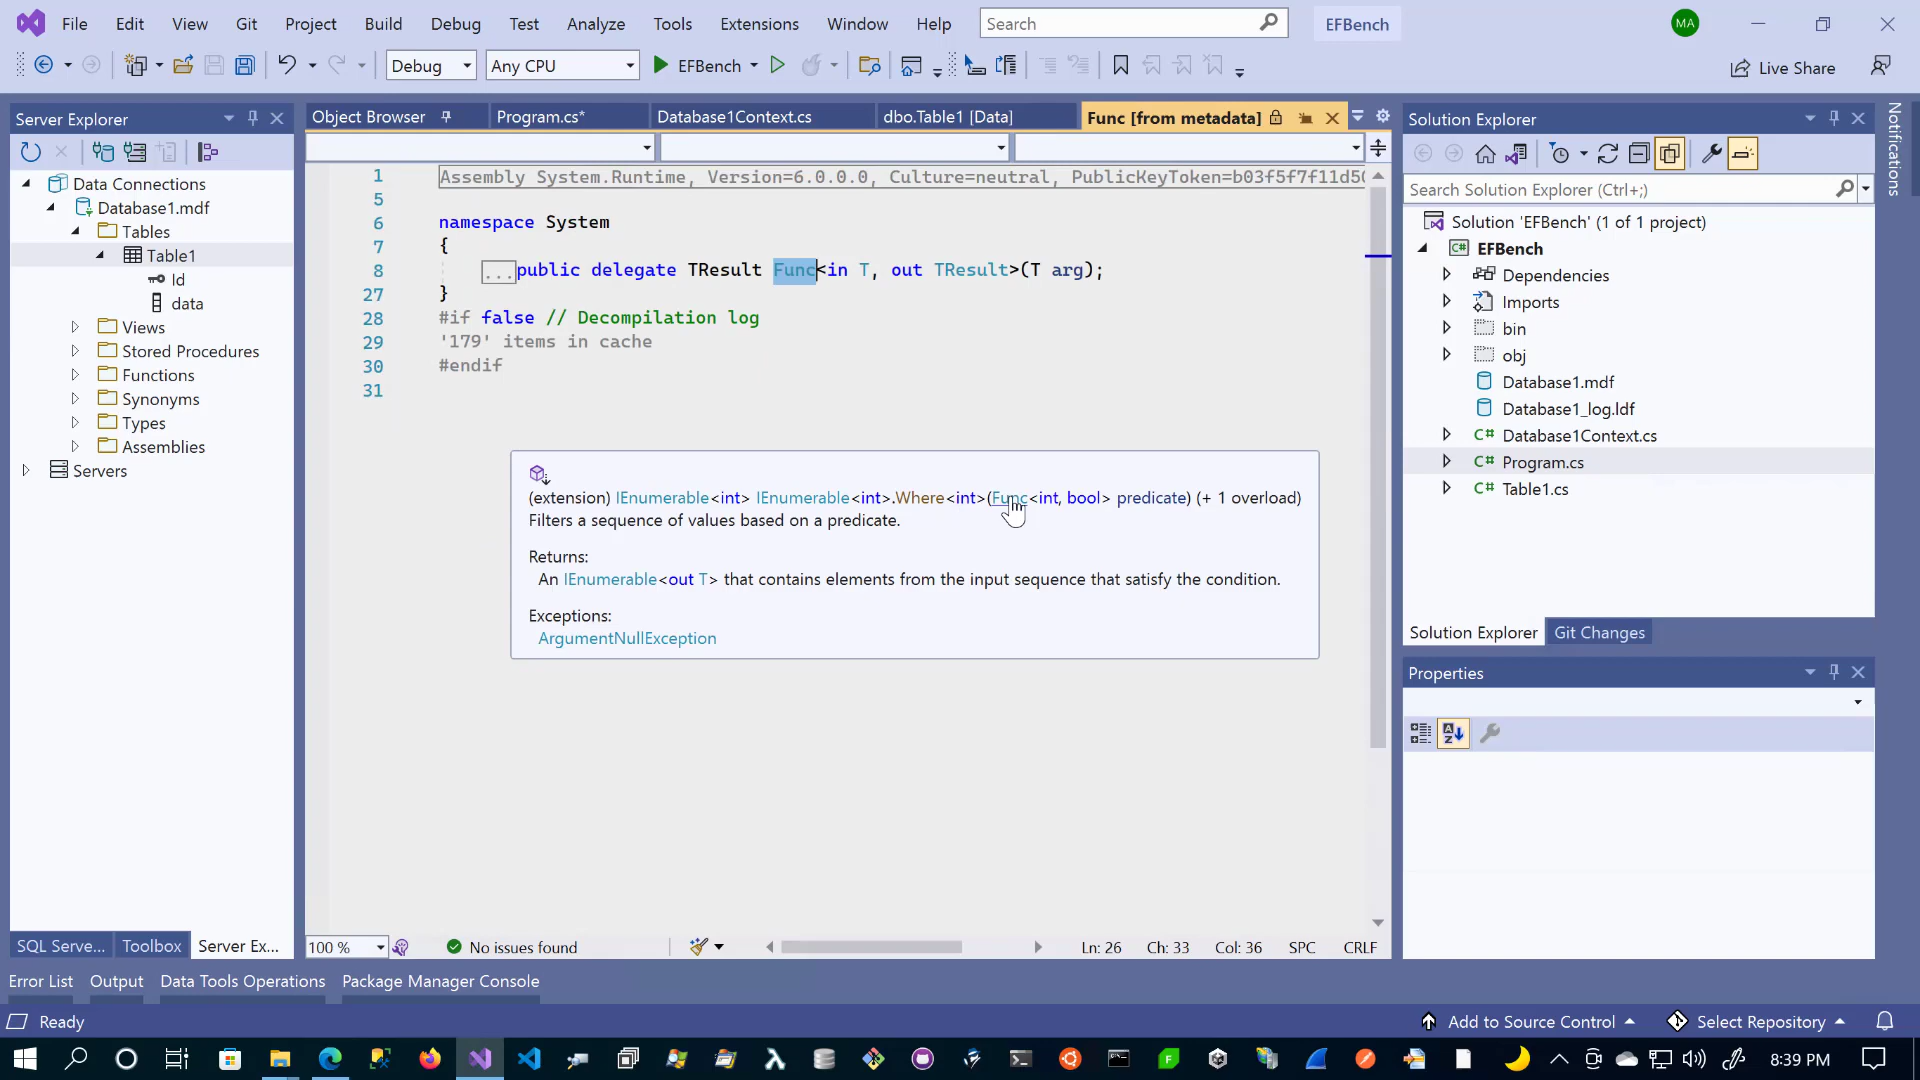 File Edit View Git Project Build Debug Test Analyze Tools Extensions Window Help Search EFBench MA
Debug Any CPU EFBench Live Share
Server Explorer
Data Connections
Database1.mdf
Tables
Table1
Id
data
Views
Stored Procedures
Functions
Synonyms
Types
Assemblies
Servers
SQL Serve... Toolbox Server Ex...
Object Browser Program.cs* Database1Context.cs dbo.Table1 [Data] Func [from metadata]
1 Assembly System.Runtime, Version=6.0.0.0, Culture=neutral, PublicKeyToken=b03f5f7f11d50
5
6 namespace System
7 {
8 ...public delegate TResult Func<in T, out TResult>(T arg);
27 }
28 #if false // Decompilation log
29 '179' items in cache
30 #endif
31
(extension) IEnumerable<int> IEnumerable<int>.Where<int>(Func<int, bool> predicate) (+ 1 overload)
Filters a sequence of values based on a predicate.
Returns:
An IEnumerable<out T> that contains elements from the input sequence that satisfy the condition.
Exceptions:
ArgumentNullException
100 % No issues found Ln: 26 Ch: 33 Col: 36 SPC CRLF
Solution Explorer
Search Solution Explorer (Ctrl+;)
Solution 'EFBench' (1 of 1 project)
C# EFBench
Dependencies
Imports
bin
obj
Database1.mdf
Database1_log.ldf
C# Database1Context.cs
C# Program.cs
C# Table1.cs
Solution Explorer Git Changes
Properties
Notifications
Error List Output Data Tools Operations Package Manager Console
Ready Add to Source Control Select Repository
8:39 PM